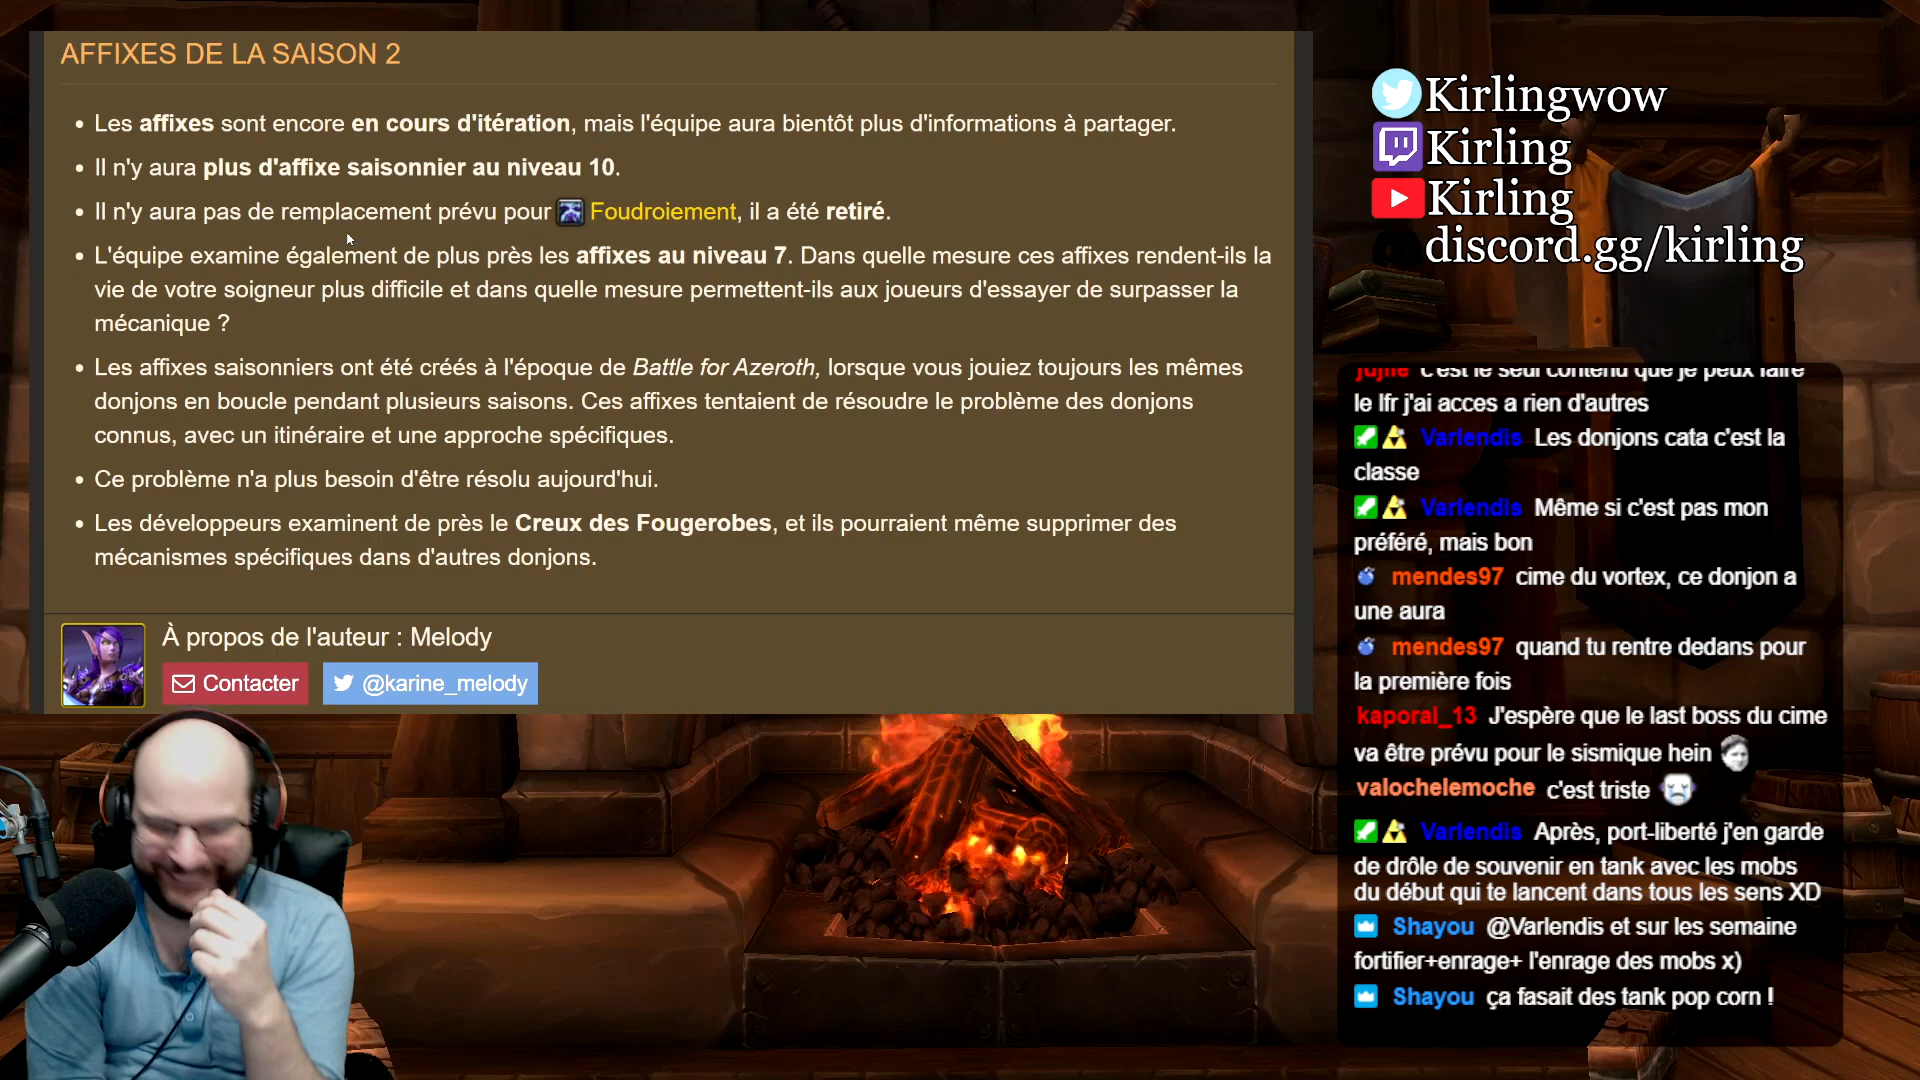 AFFIXES DE LA SAISON 2
• Les affixes sont encore en cours d'itération, mais l'équipe aura bientôt plus d'informations à partager.
• Il n'y aura plus d'affixe saisonnier au niveau 10.
• Il n'y aura pas de remplacement prévu pour Foudroiement, il a été retiré.
• L'équipe examine également de plus près les affixes au niveau 7. Dans quelle mesure ces affixes rendent-ils la
vie de votre soigneur plus difficile et dans quelle mesure permettent-ils aux joueurs d'essayer de surpasser la
mécanique ?
• Les affixes saisonniers ont été créés à l'époque de Battle for Azeroth, lorsque vous jouiez toujours les mêmes
donjons en boucle pendant plusieurs saisons. Ces affixes tentaient de résoudre le problème des donjons
connus, avec un itinéraire et une approche spécifiques.
• Ce problème n'a plus besoin d'être résolu aujourd'hui.
• Les développeurs examinent de près le Creux des Fougerobes, et ils pourraient même supprimer des
mécanismes spécifiques dans d'autres donjons.
À propos de l'auteur : Melody
Contacter
@karine_melody
Kirlingwow
Kirling
Kirling
discord.gg/kirling
c'est le seul contenu que je peux faire
le lfr j'ai acces a rien d'autres
Varlendis Les donjons cata c'est la
classe
Varlendis Même si c'est pas mon
préféré, mais bon
mendes97 cime du vortex, ce donjon a
une aura
mendes97 quand tu rentre dedans pour
la première fois
kaporal_13 J'espère que le last boss du cime
va être prévu pour le sismique hein
valochelemoche c'est triste
Varlendis Après, port-liberté j'en garde
de drôle de souvenir en tank avec les mobs
du début qui te lancent dans tous les sens XD
Shayou @Varlendis et sur les semaine
fortifier+enrage+ l'enrage des mobs x)
Shayou ça fasait des tank pop corn !